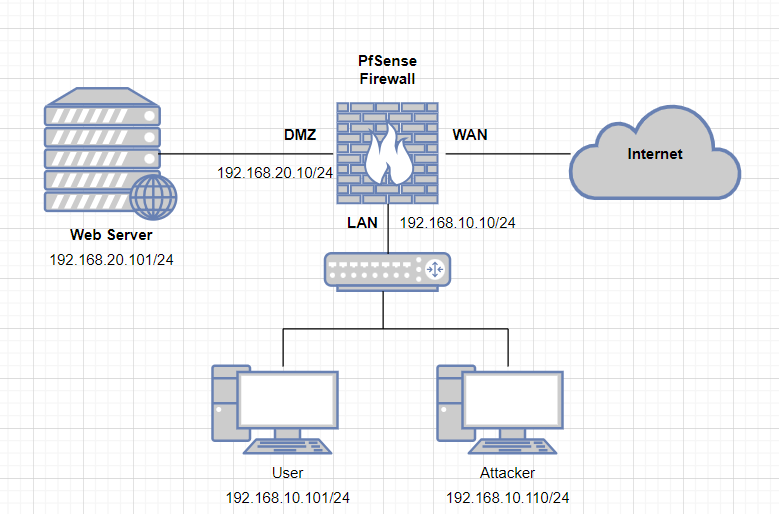 PfSense
Firewall
DMZ
WAN
Internet
192.168.20.10/24
LAN
192.168.10.10/24
Web Server
192.168.20.101/24
User
Attacker
192.168.10.101/24
192.168.10.110/24